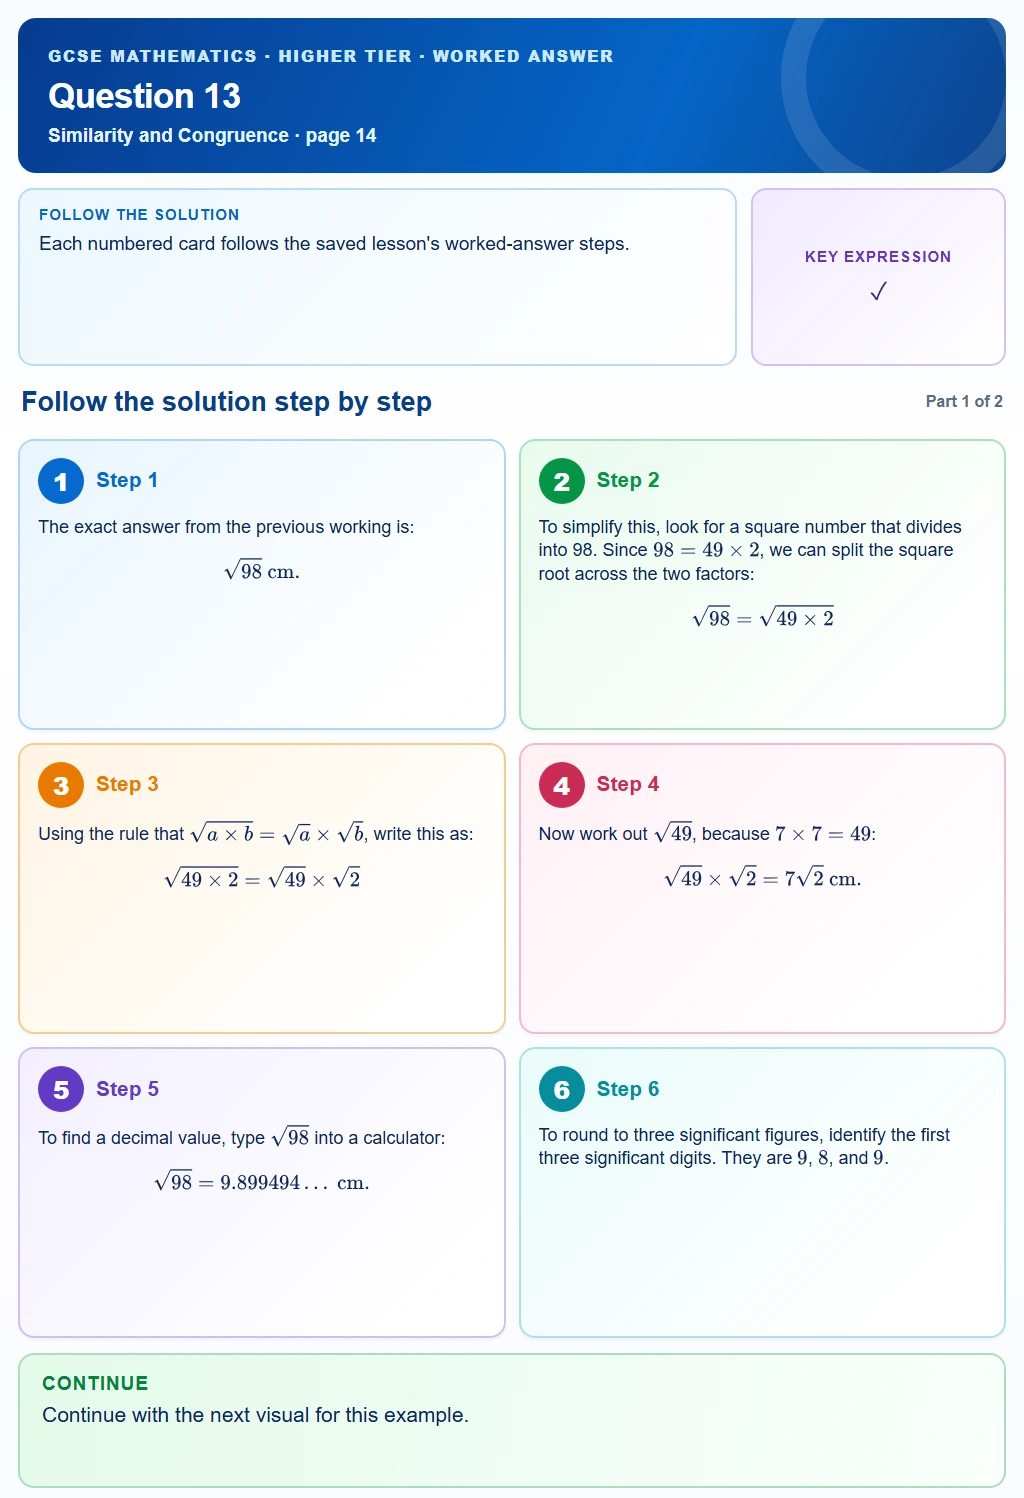 GCSE MATHEMATICS · HIGHER TIER · WORKED ANSWER
Question 13
Similarity and Congruence · page 14
FOLLOW THE SOLUTION
Each numbered card follows the saved lesson's worked-answer steps.
KEY EXPRESSION
✓
Follow the solution step by step
Part 1 of 2
1 Step 1
The exact answer from the previous working is:
√98 cm.
2 Step 2
To simplify this, look for a square number that divides
into 98. Since 98 = 49 × 2, we can split the square
root across the two factors:
√98 = √(49 × 2)
3 Step 3
Using the rule that √(a × b) = √a × √b, write this as:
√(49 × 2) = √49 × √2
4 Step 4
Now work out √49, because 7 × 7 = 49:
√49 × √2 = 7√2 cm.
5 Step 5
To find a decimal value, type √98 into a calculator:
√98 = 9.899494... cm.
6 Step 6
To round to three significant figures, identify the first
three significant digits. They are 9, 8, and 9.
CONTINUE
Continue with the next visual for this example.